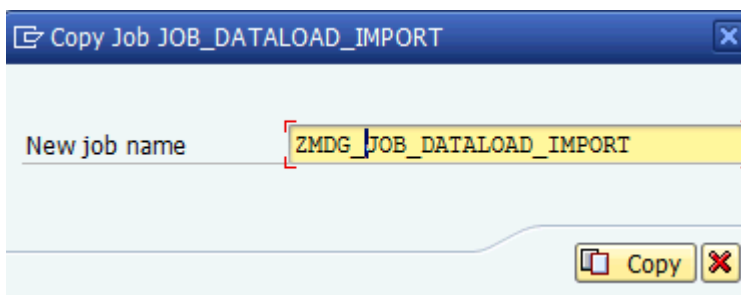 Copy Job JOB_DATALOAD_IMPORT
New job name ZMDG_JOB_DATALOAD_IMPORT
Copy